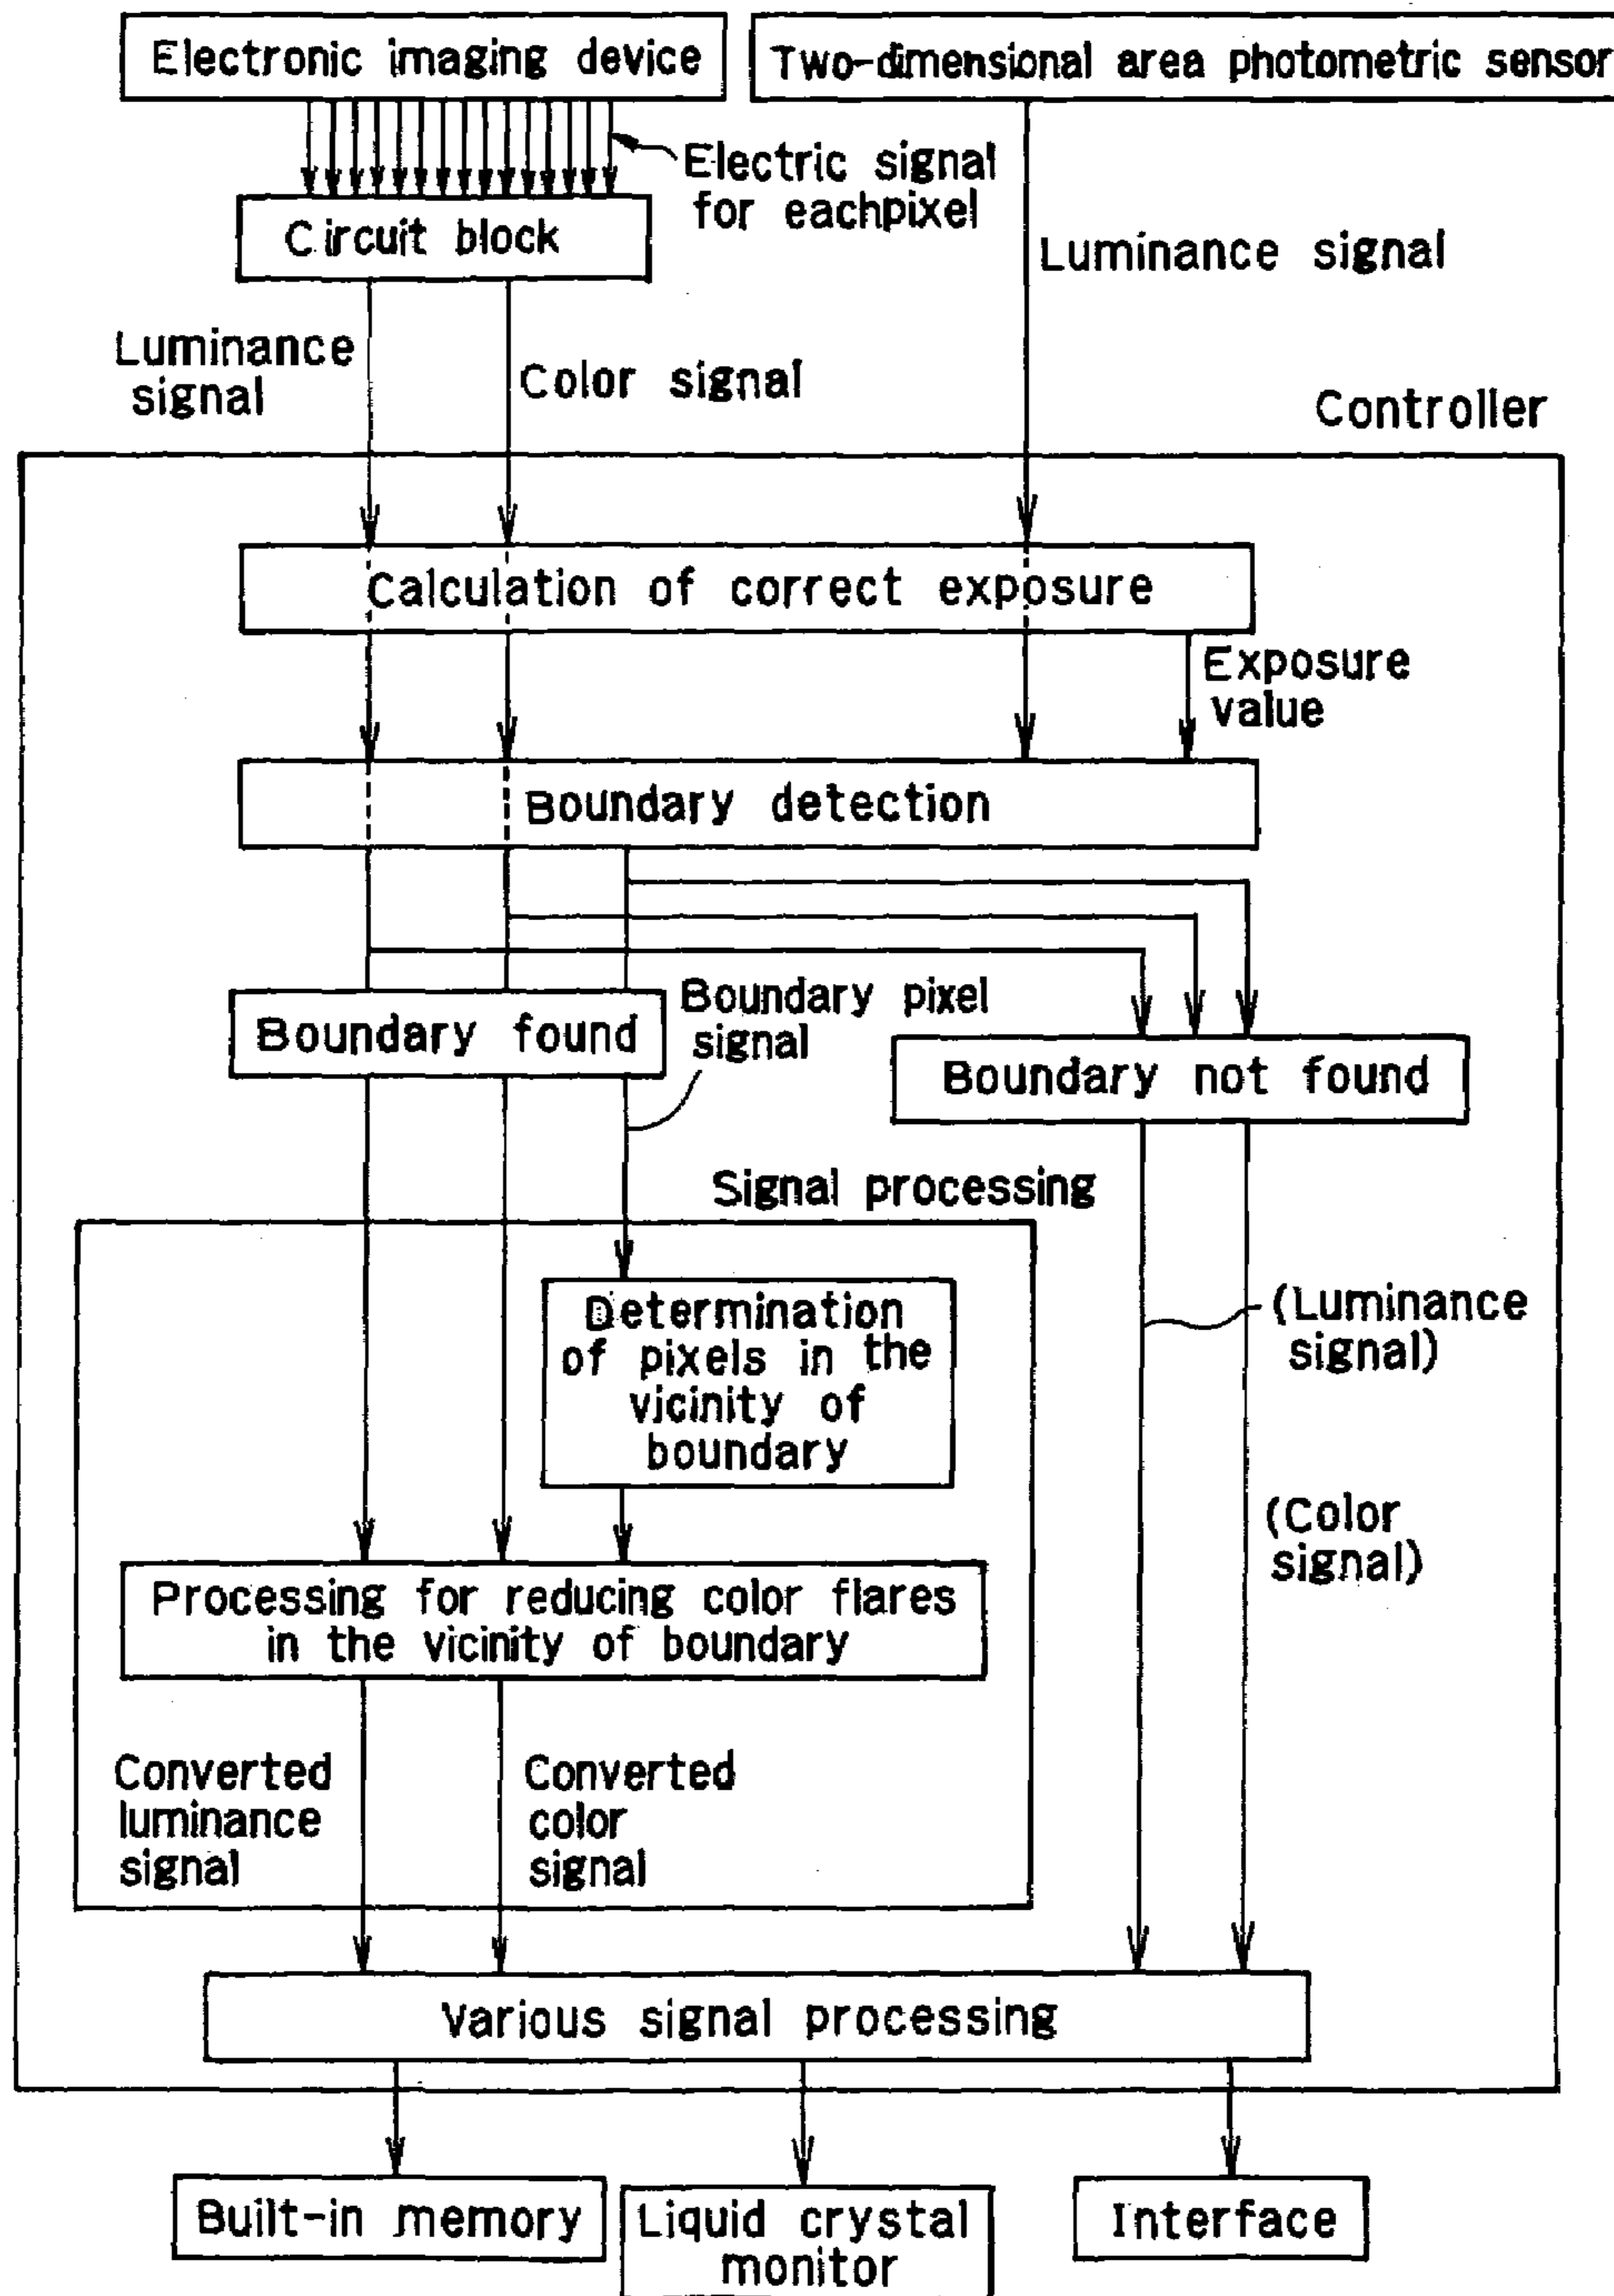 Electronic imaging device
Two-dimensional area photometric sensor
Electric signal
for eachpixel
Circuit block
Luminance signal
Luminance
signal
Color signal
Controller
Calculation of correct exposure
Exposure
value
Boundary detection
Boundary found
Boundary pixel
signal
Boundary not found
Signal processing
Determination
of pixels in the
vicinity of
boundary
(Luminance
signal)
(Color
signal)
Processing for reducing color flares
in the vicinity of boundary
Converted
luminance
signal
Converted
color
signal
Various signal processing
Built-in memory
Liquid crystal
monitor
Interface